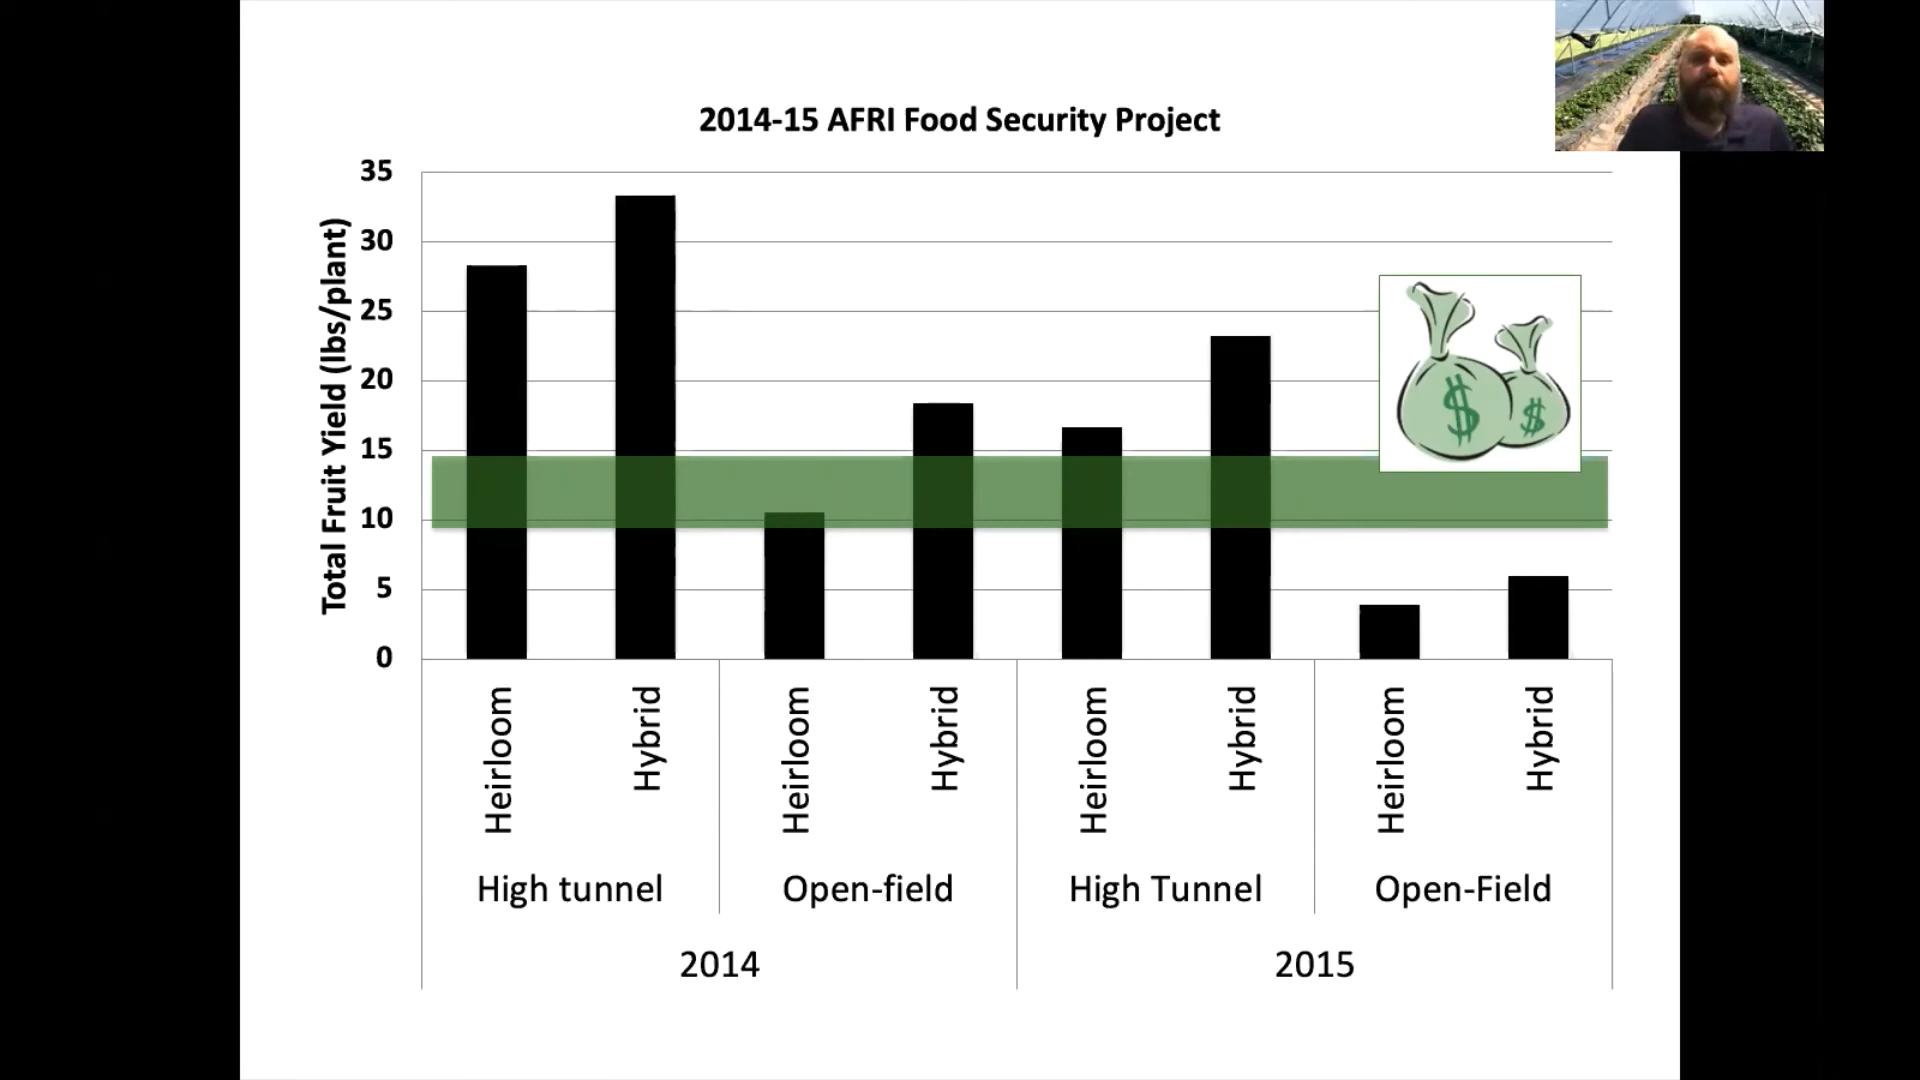 2014-15 AFRI Food Security Project
Total Fruit Yield (lbs/plant)
35
30
25
20
15
10
5
0
$ $
Heirloom Hybrid Heirloom Hybrid Heirloom Hybrid Heirloom Hybrid
High tunnel Open-field High Tunnel Open-Field
2014 2015